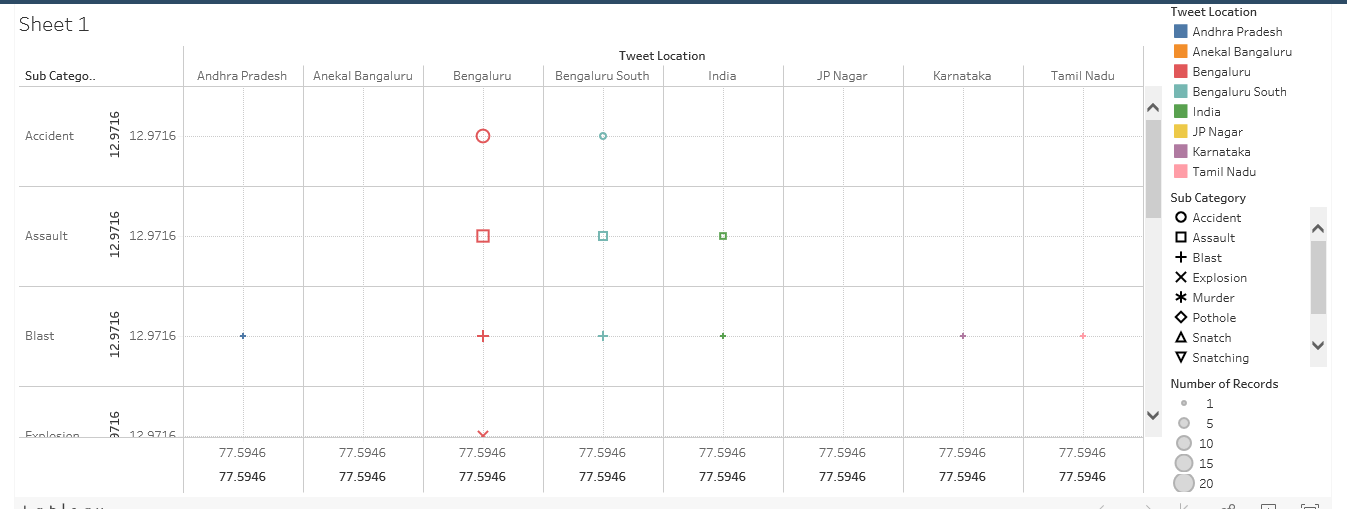 Sheet 1
Tweet Location
Sub Catego..
Andhra Pradesh
Anekal Bangaluru
Bengaluru
Bengaluru South
India
JP Nagar
Karnataka
Tamil Nadu
Accident
12.9716
12.9716
Assault
12.9716
12.9716
Blast
12.9716
12.9716
Explosion
9716
12.9716
77.5946 77.5946 77.5946 77.5946 77.5946 77.5946 77.5946 77.5946
77.5946 77.5946 77.5946 77.5946 77.5946 77.5946 77.5946 77.5946
Tweet Location
Andhra Pradesh
Anekal Bangaluru
Bengaluru
Bengaluru South
India
JP Nagar
Karnataka
Tamil Nadu
Sub Category
Accident
Assault
Blast
Explosion
Murder
Pothole
Snatch
Snatching
Number of Records
1
5
10
15
20